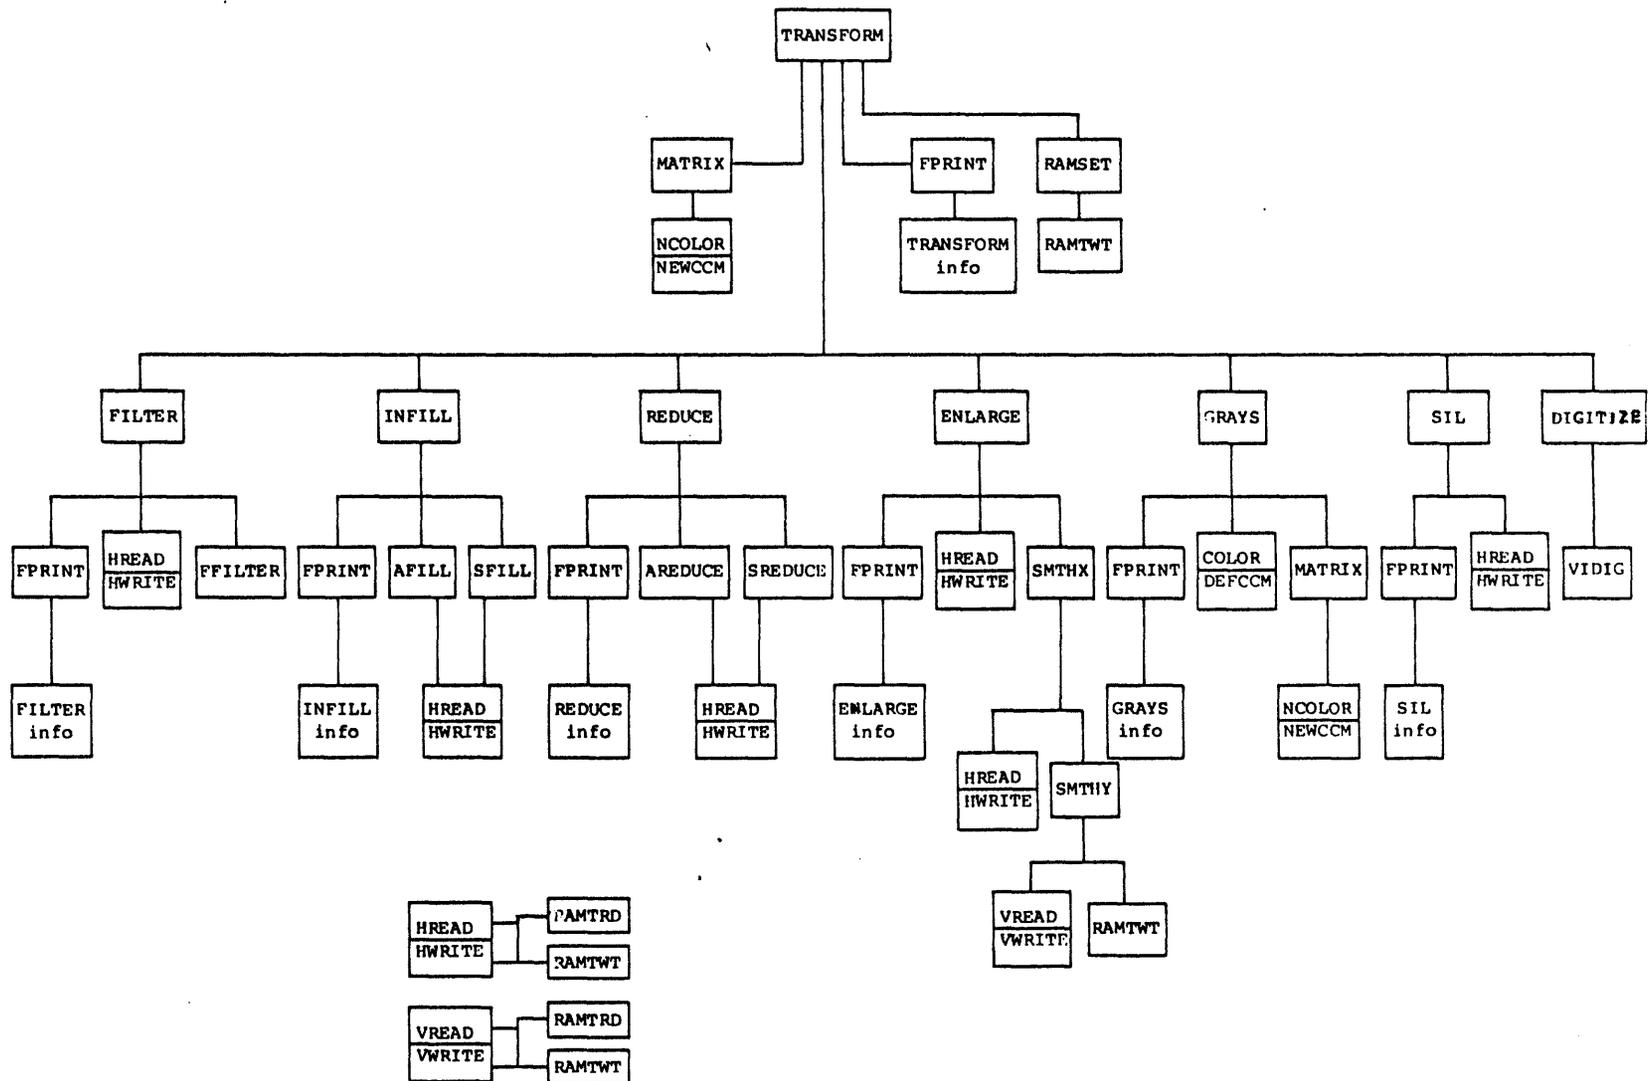 TRANSFORM
MATRIX
FPRINT
RAMSET
NCOLOR
NEWCCM
TRANSFORM
info
RAMTWT
FILTER
INFILL
REDUCE
ENLARGE
GRAYS
SIL
DIGITIZE
FPRINT
HREAD
HWRITE
FFILTER
FPRINT
AFILL
SFILL
FPRINT
AREDUCE
SREDUCE
FPRINT
HREAD
HWRITE
SMTHX
FPRINT
COLOR
DEFCCM
MATRIX
FPRINT
HREAD
HWRITE
VIDIG
FILTER
info
INFILL
info
HREAD
HWRITE
REDUCE
info
HREAD
HWRITE
ENLARGE
info
GRAYS
info
NCOLOR
NEWCCM
SIL
info
HREAD
HWRITE
SMTHY
VREAD
VWRITE
RAMTWT
HREAD
HWRITE
RAMTRD
RAMTWT
VREAD
VWRITE
RAMTRD
RAMTWT